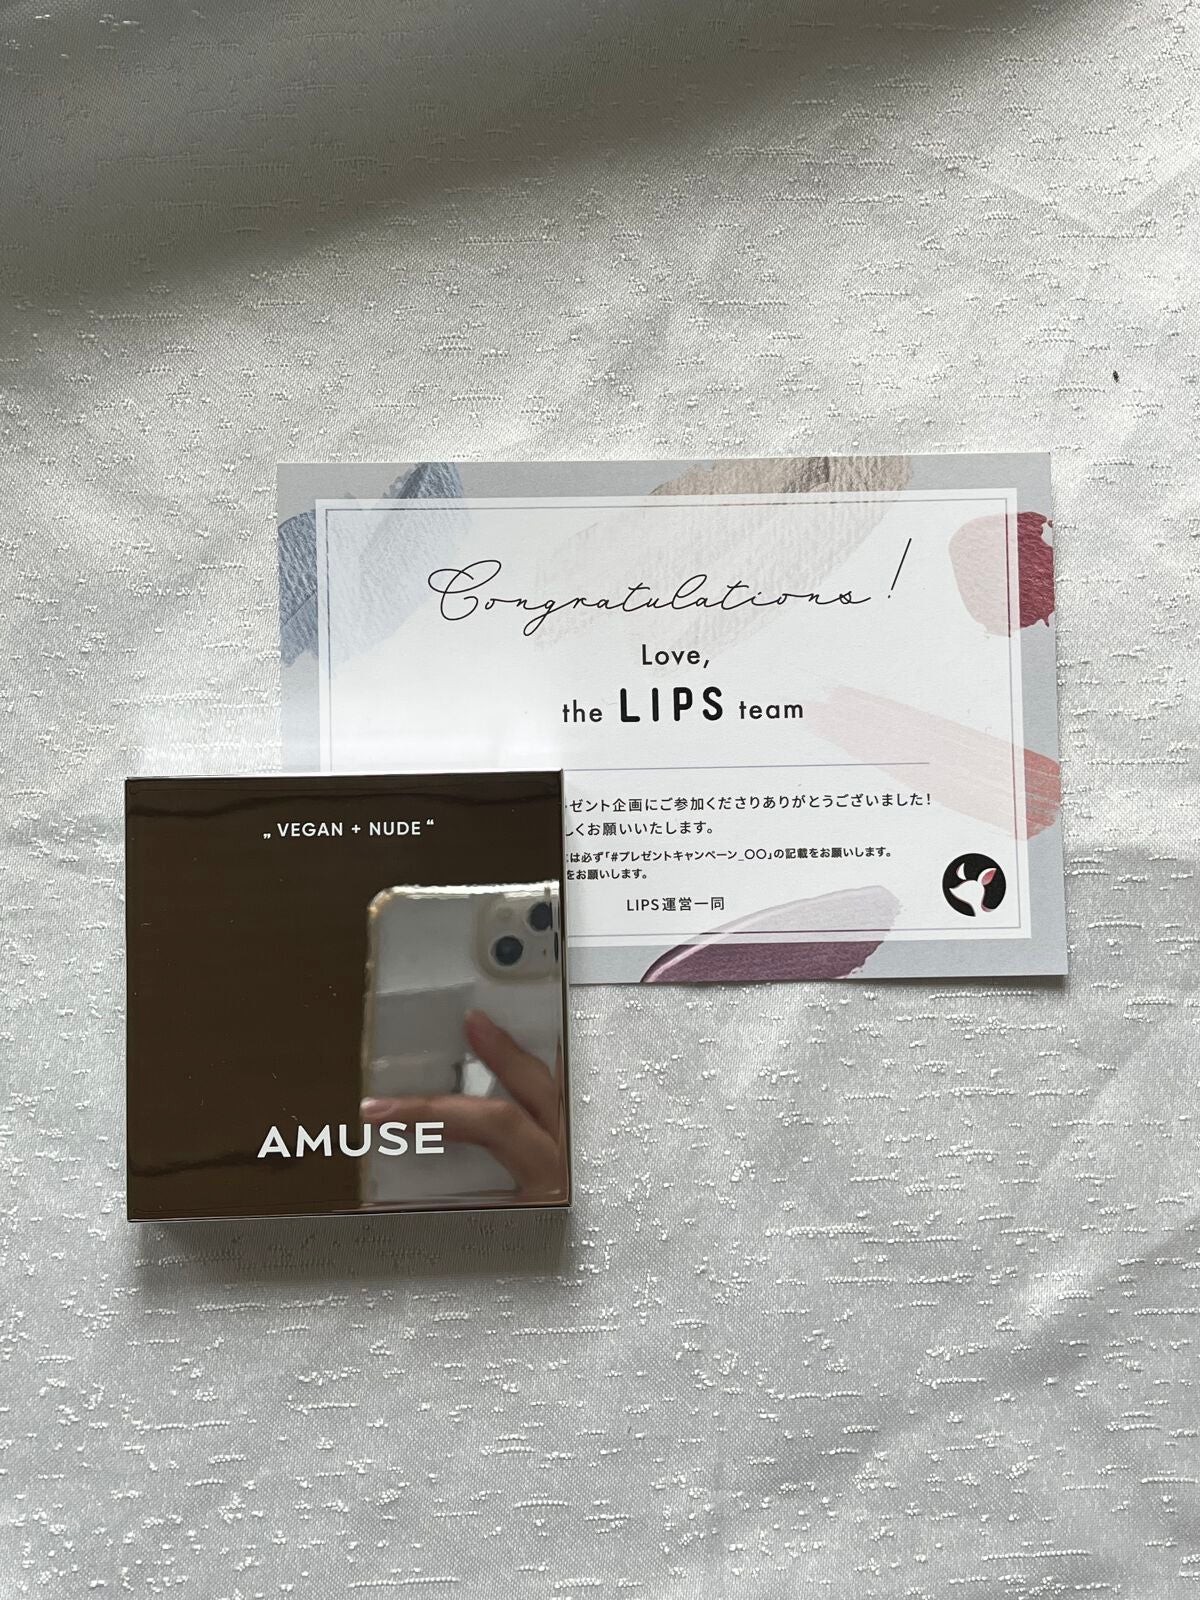 Congratulations!
Love,
the LIPS team
ゼント企画にご参加くださりありがとうございました!
しくお願いいたします。
は必ず「#プレゼントキャンペーン_〇〇」の記載をお願いします。
をお願いします。
LIPS運営一同
„ VEGAN + NUDE “
AMUSE